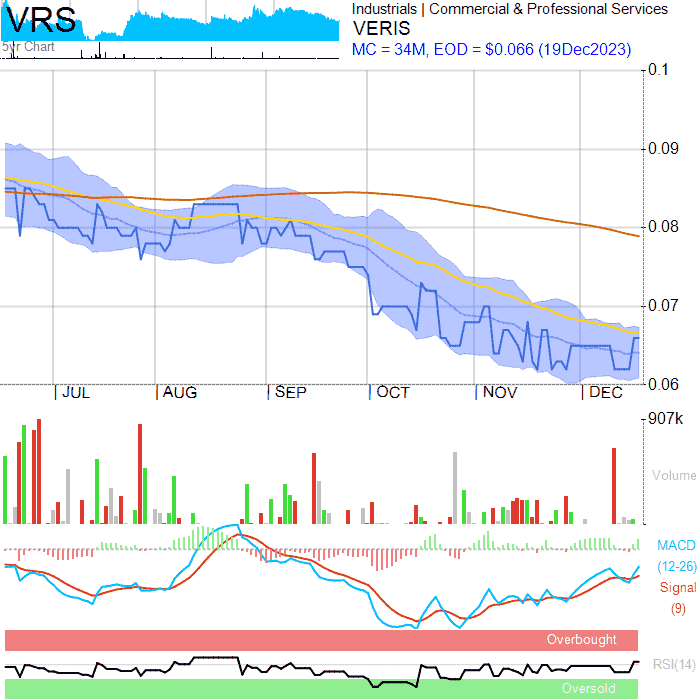 VRS
5yr Chart
Industrials | Commercial & Professional Services
VERIS
MC = 34M, EOD = $0.066 (19Dec2023)
0.1
0.09
0.08
0.07
0.06
JUL AUG SEP OCT NOV DEC
907k
Volume
MACD
(12-26)
Signal
(9)
Overbought
RSI(14)
Oversold